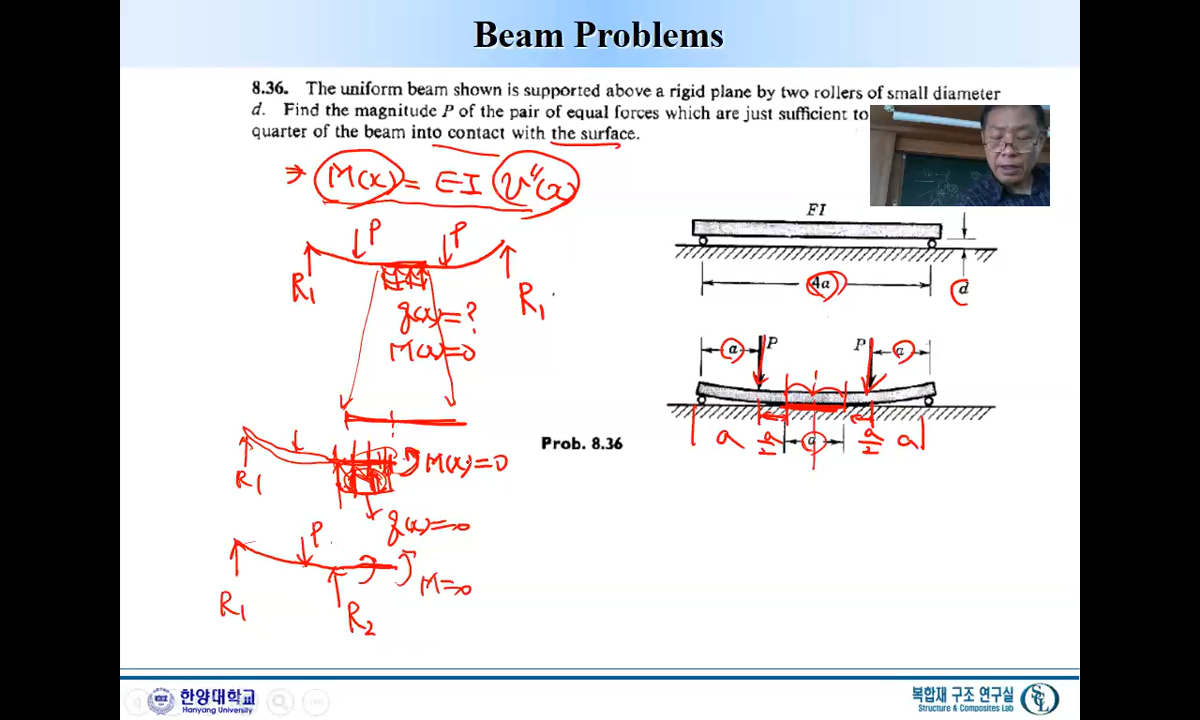 Beam Problems
8.36. The uniform beam shown is supported above a rigid plane by two rollers of small diameter
d. Find the magnitude P of the pair of equal forces which are just sufficient to
quarter of the beam into contact with the surface.
⇒ M(x) = EI v''(x)
P P
R1 R1
q(x)=?
M(x)=0
M(x)=0
R1
q(x)=0
P
M=0
R1
R2
EI
4a
d
a P P a
a a/2 a a/2 a
Prob. 8.36
한양대학교
Hanyang University
복합재 구조 연구실
Structure & Composites Lab